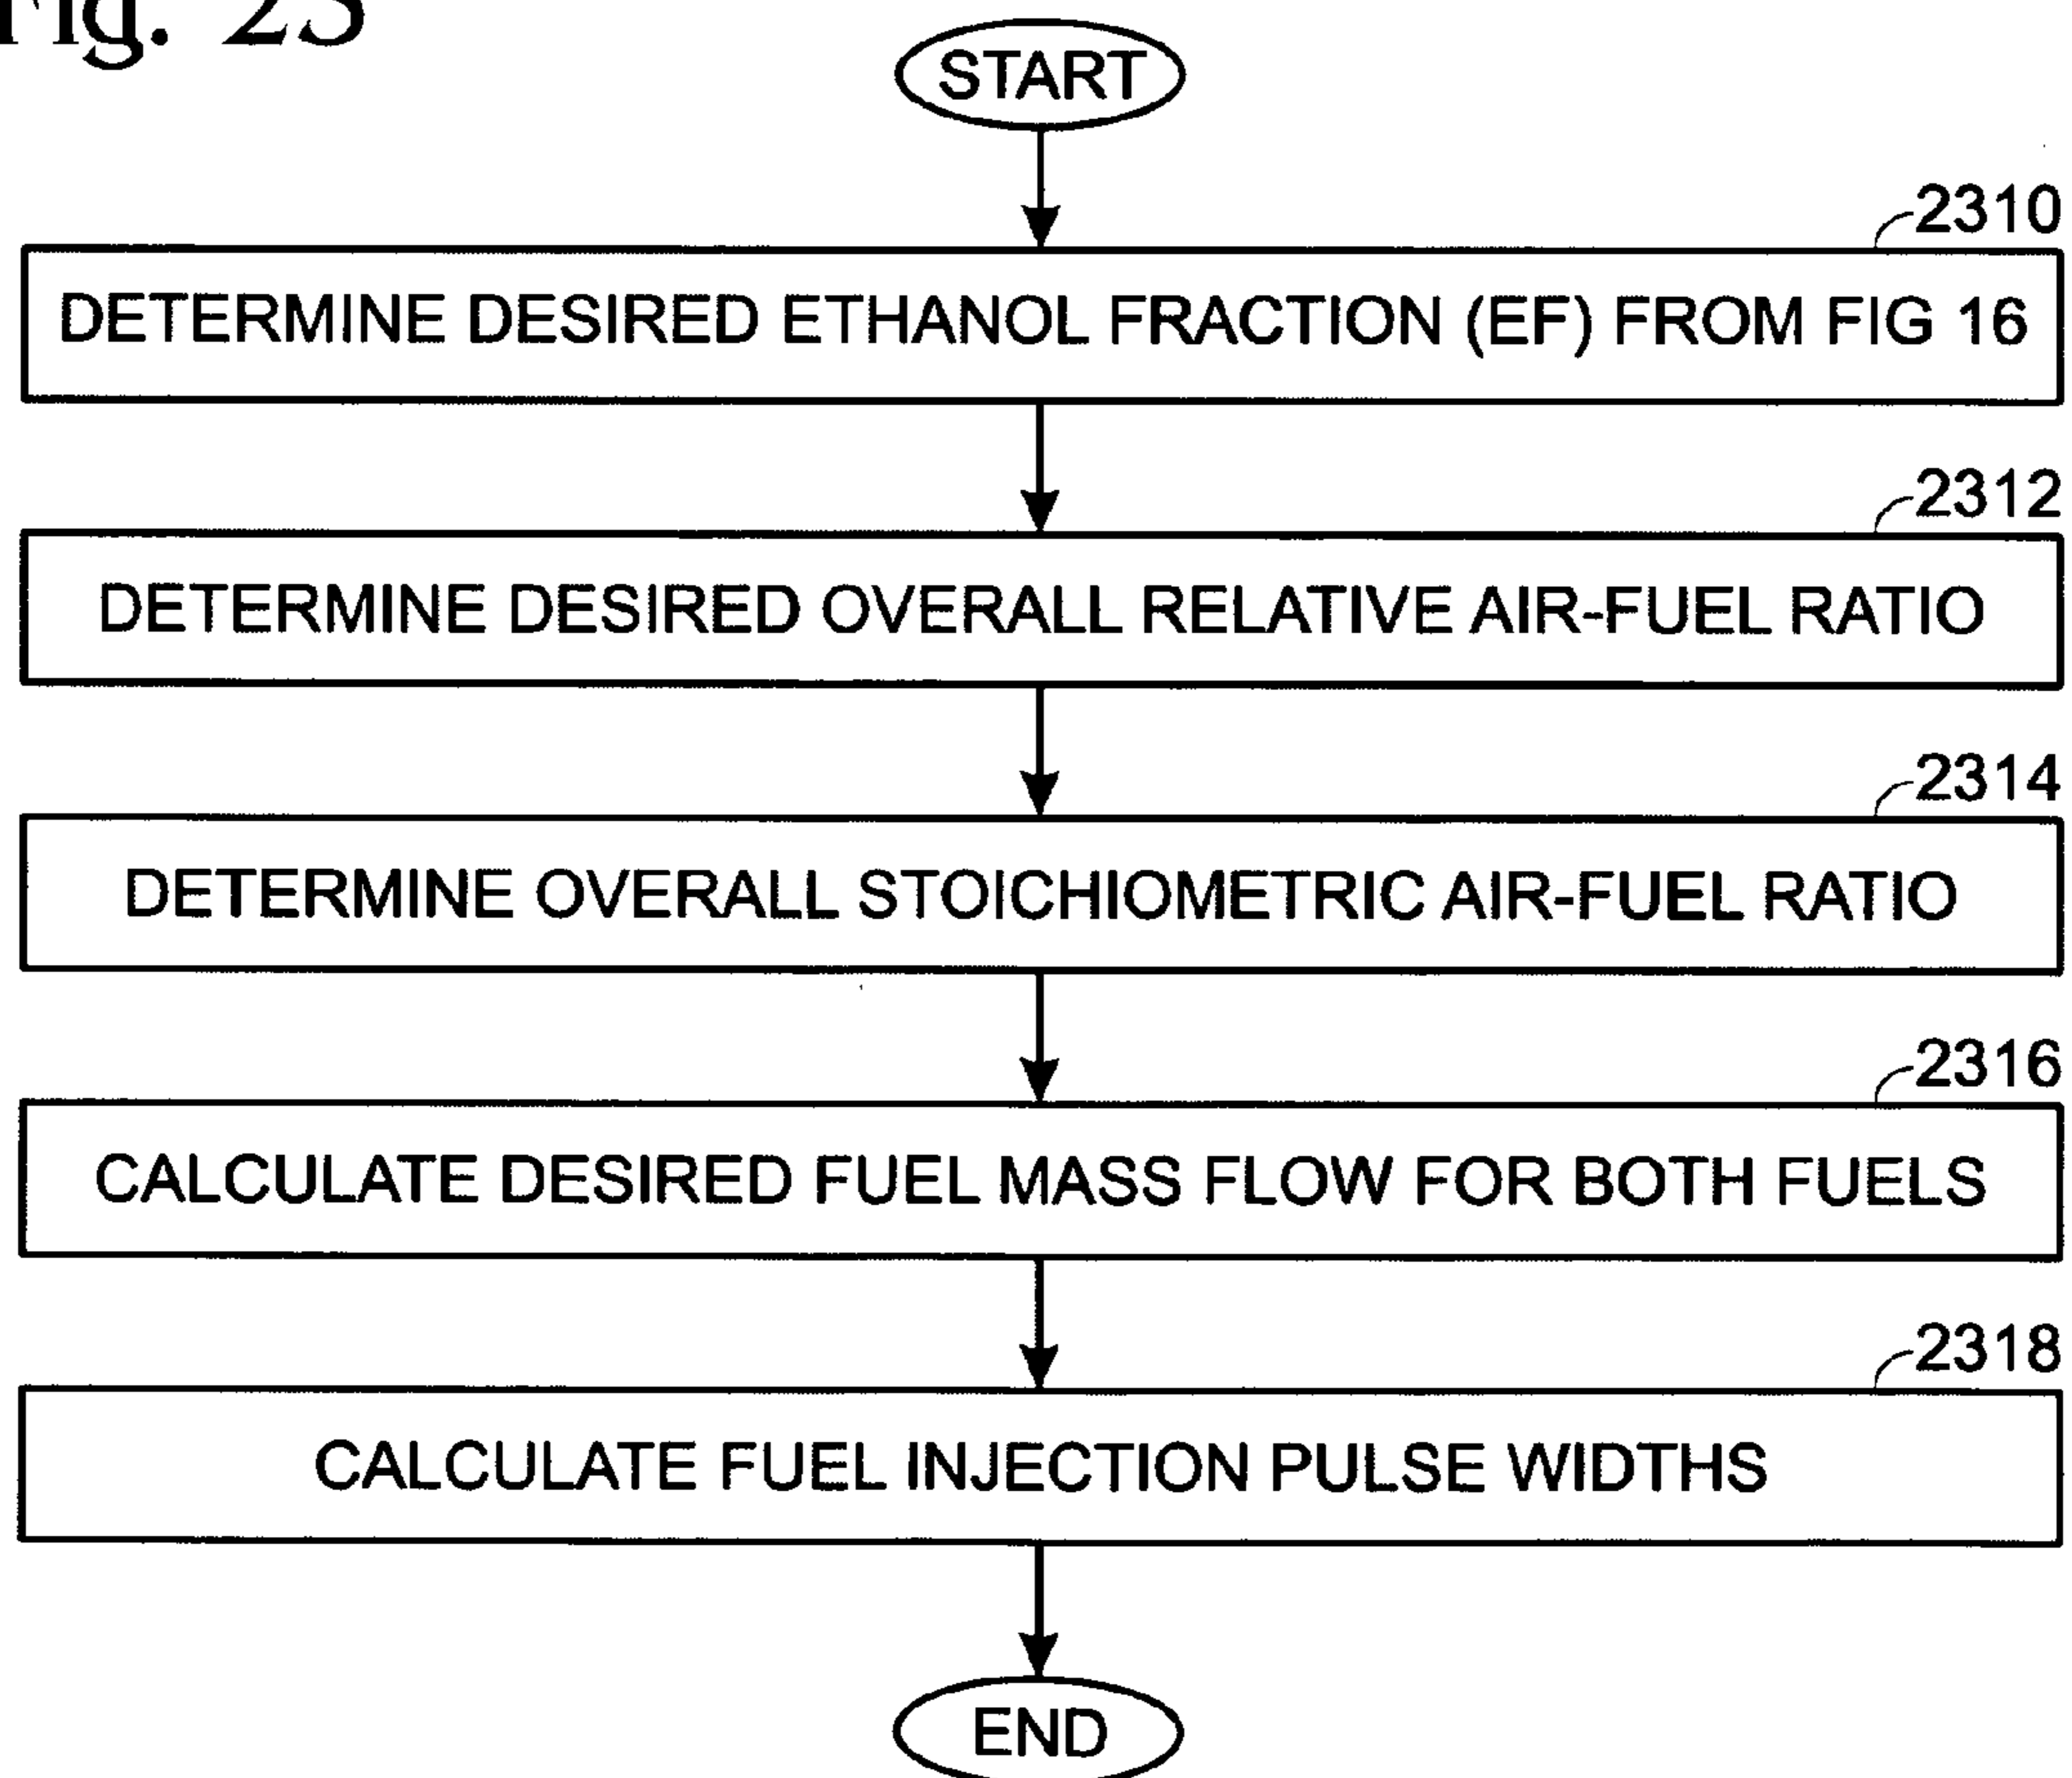 Fig. 23
START
2310
DETERMINE DESIRED ETHANOL FRACTION (EF) FROM FIG 16
2312
DETERMINE DESIRED OVERALL RELATIVE AIR-FUEL RATIO
2314
DETERMINE OVERALL STOICHIOMETRIC AIR-FUEL RATIO
2316
CALCULATE DESIRED FUEL MASS FLOW FOR BOTH FUELS
2318
CALCULATE FUEL INJECTION PULSE WIDTHS
END